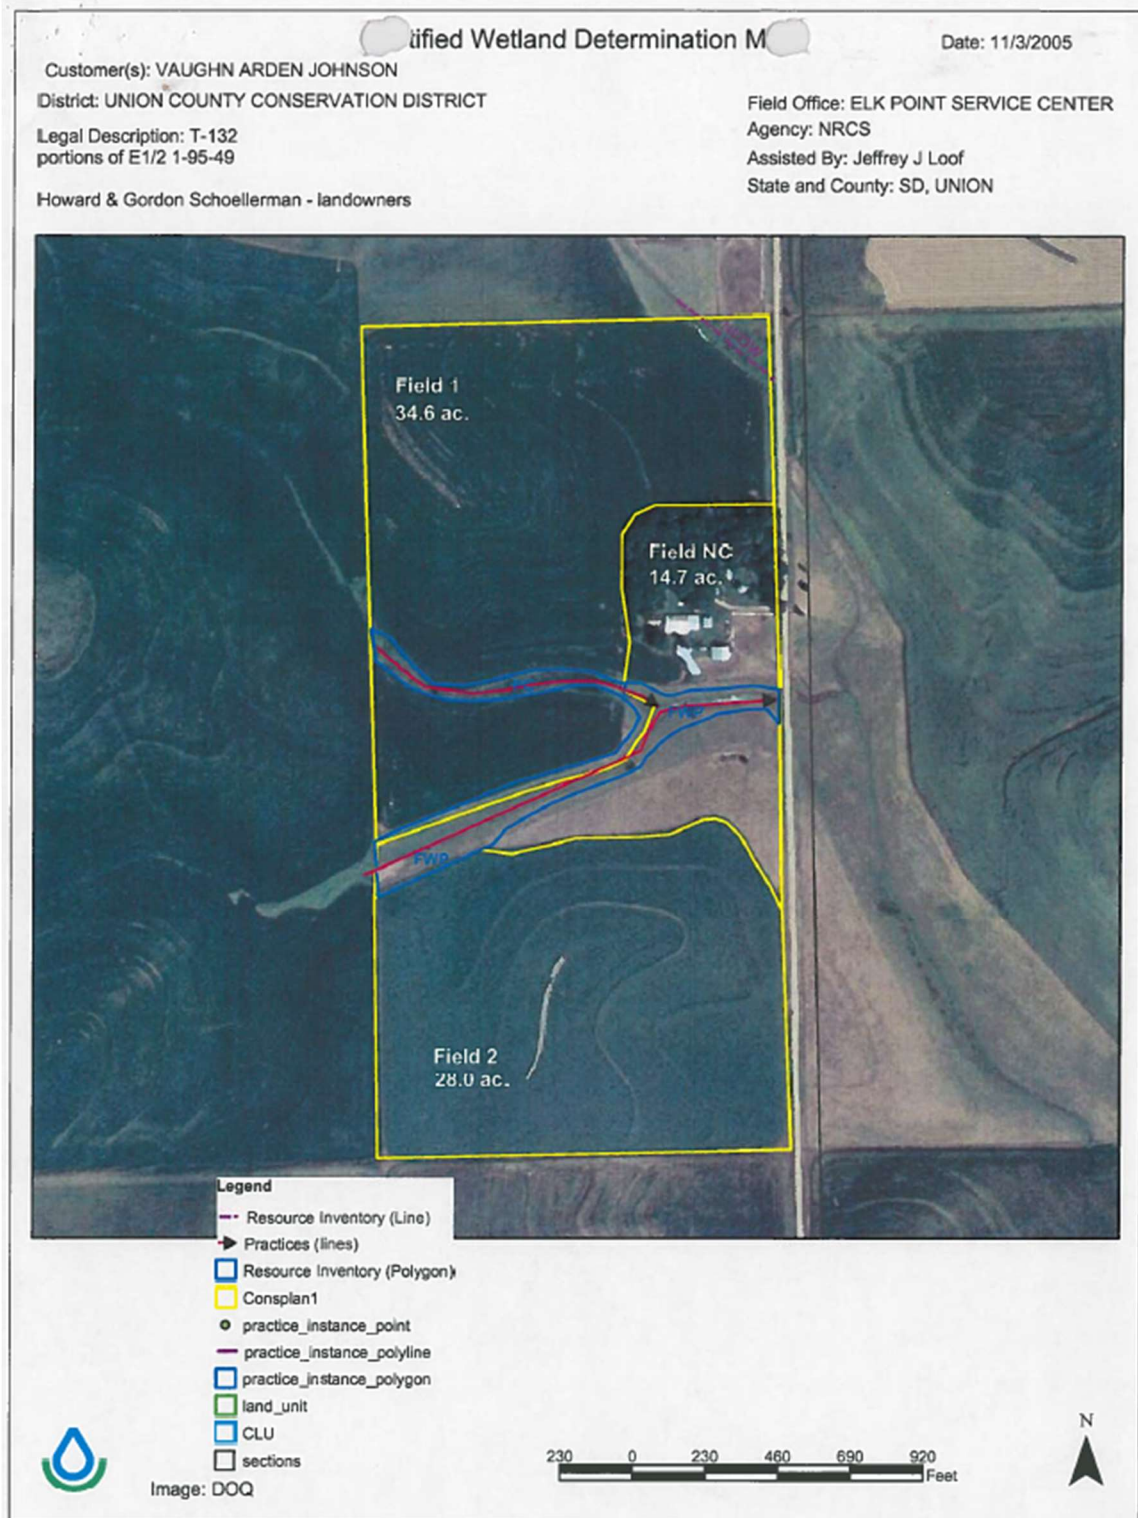 tified Wetland Determination M
Date: 11/3/2005
Customer(s): VAUGHN ARDEN JOHNSON
District: UNION COUNTY CONSERVATION DISTRICT
Legal Description: T-132
portions of E1/2 1-95-49
Howard & Gordon Schoellerman - landowners
Field Office: ELK POINT SERVICE CENTER
Agency: NRCS
Assisted By: Jeffrey J Loof
State and County: SD, UNION
Field 1
34.6 ac.
Field NC
14.7 ac.
FWP
FWP
Field 2
28.0 ac.
Legend
Resource Inventory (Line)
Practices (lines)
Resource Inventory (Polygon)
Consplan1
practice_instance_point
practice_instance_polyline
practice_instance_polygon
land_unit
CLU
sections
Image: DOQ
230 0 230 460 690 920
Feet
N